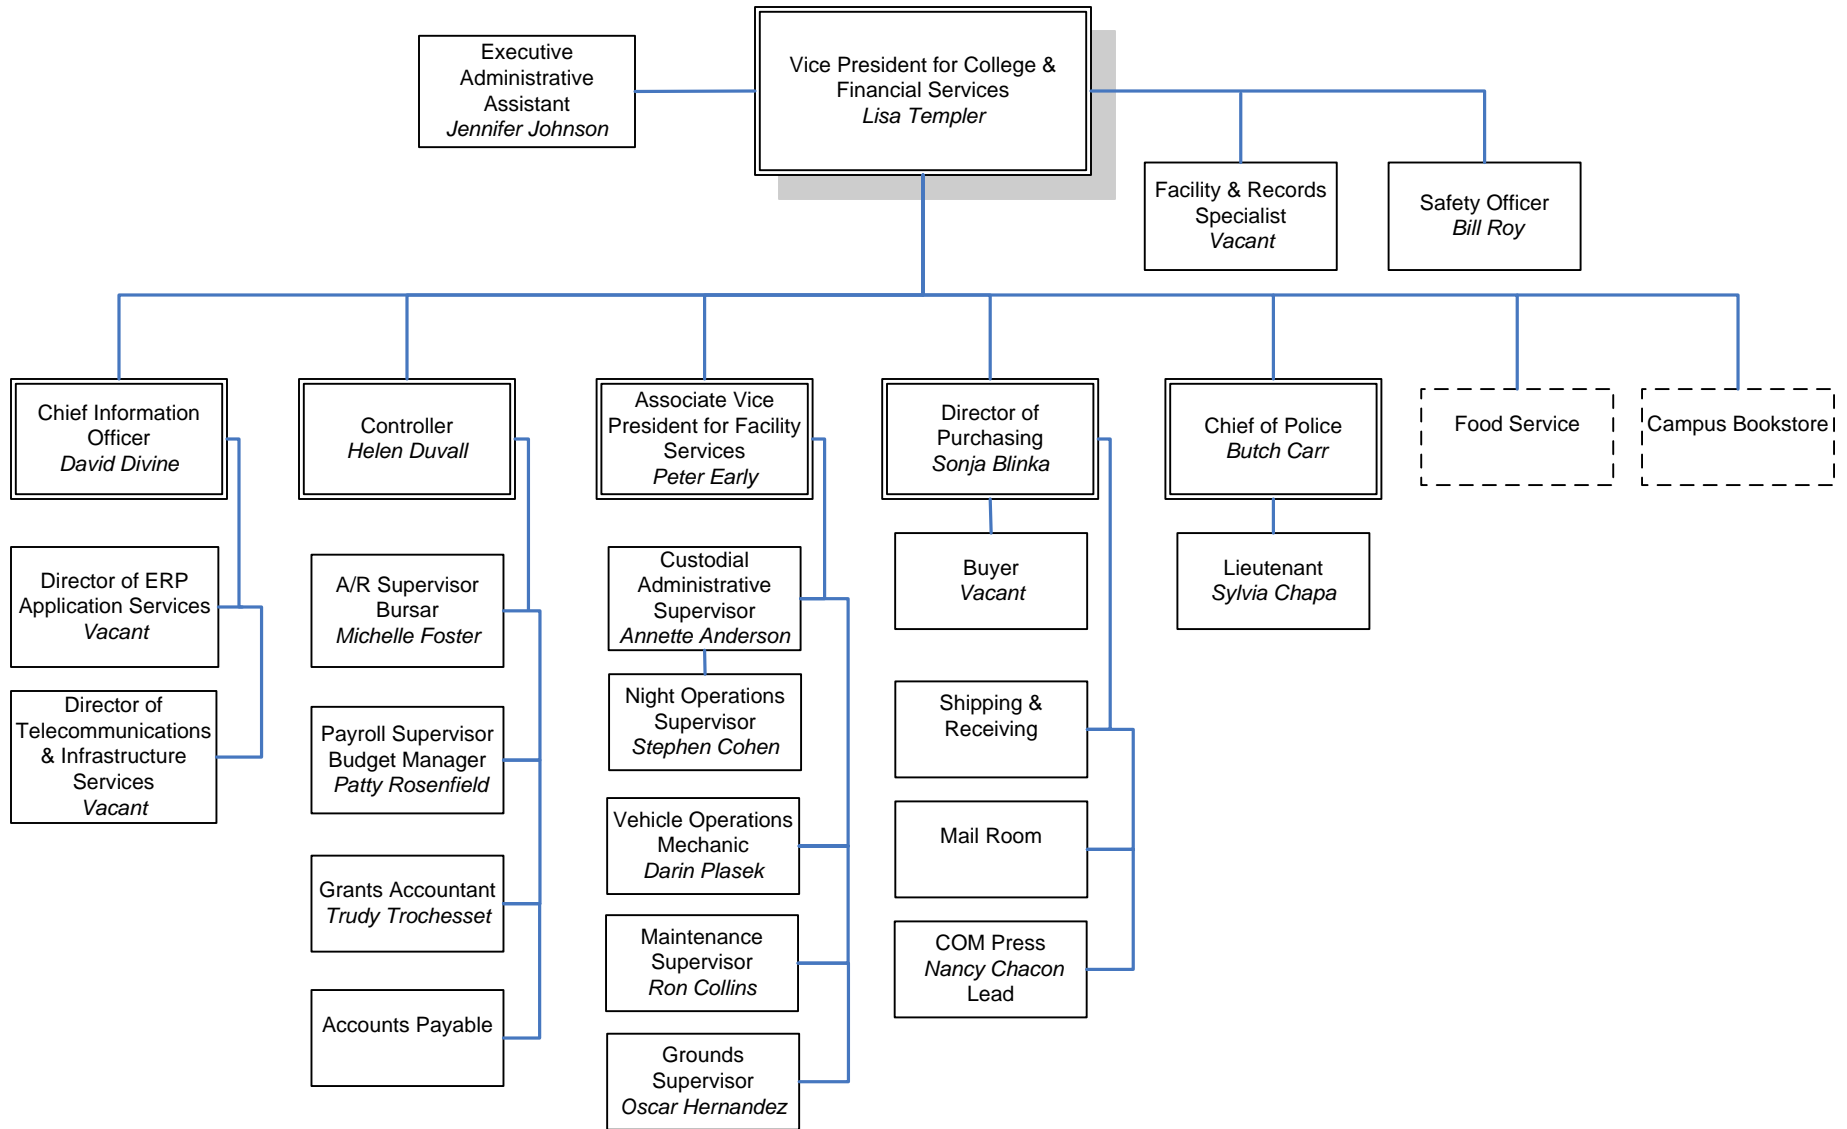 Executive
Administrative
Assistant
Jennifer Johnson
Vice President for College &
Financial Services
Lisa Templer
Facility & Records
Specialist
Vacant
Safety Officer
Bill Roy
Chief Information
Officer
David Divine
Controller
Helen Duvall
Associate Vice
President for Facility
Services
Peter Early
Director of
Purchasing
Sonja Blinka
Chief of Police
Butch Carr
Food Service
Campus Bookstore
Director of ERP
Application Services
Vacant
Director of
Telecommunications
& Infrastructure
Services
Vacant
A/R Supervisor
Bursar
Michelle Foster
Payroll Supervisor
Budget Manager
Patty Rosenfield
Grants Accountant
Trudy Trochesset
Accounts Payable
Custodial
Administrative
Supervisor
Annette Anderson
Night Operations
Supervisor
Stephen Cohen
Vehicle Operations
Mechanic
Darin Plasek
Maintenance
Supervisor
Ron Collins
Grounds
Supervisor
Oscar Hernandez
Buyer
Vacant
Shipping &
Receiving
Mail Room
COM Press
Nancy Chacon
Lead
Lieutenant
Sylvia Chapa